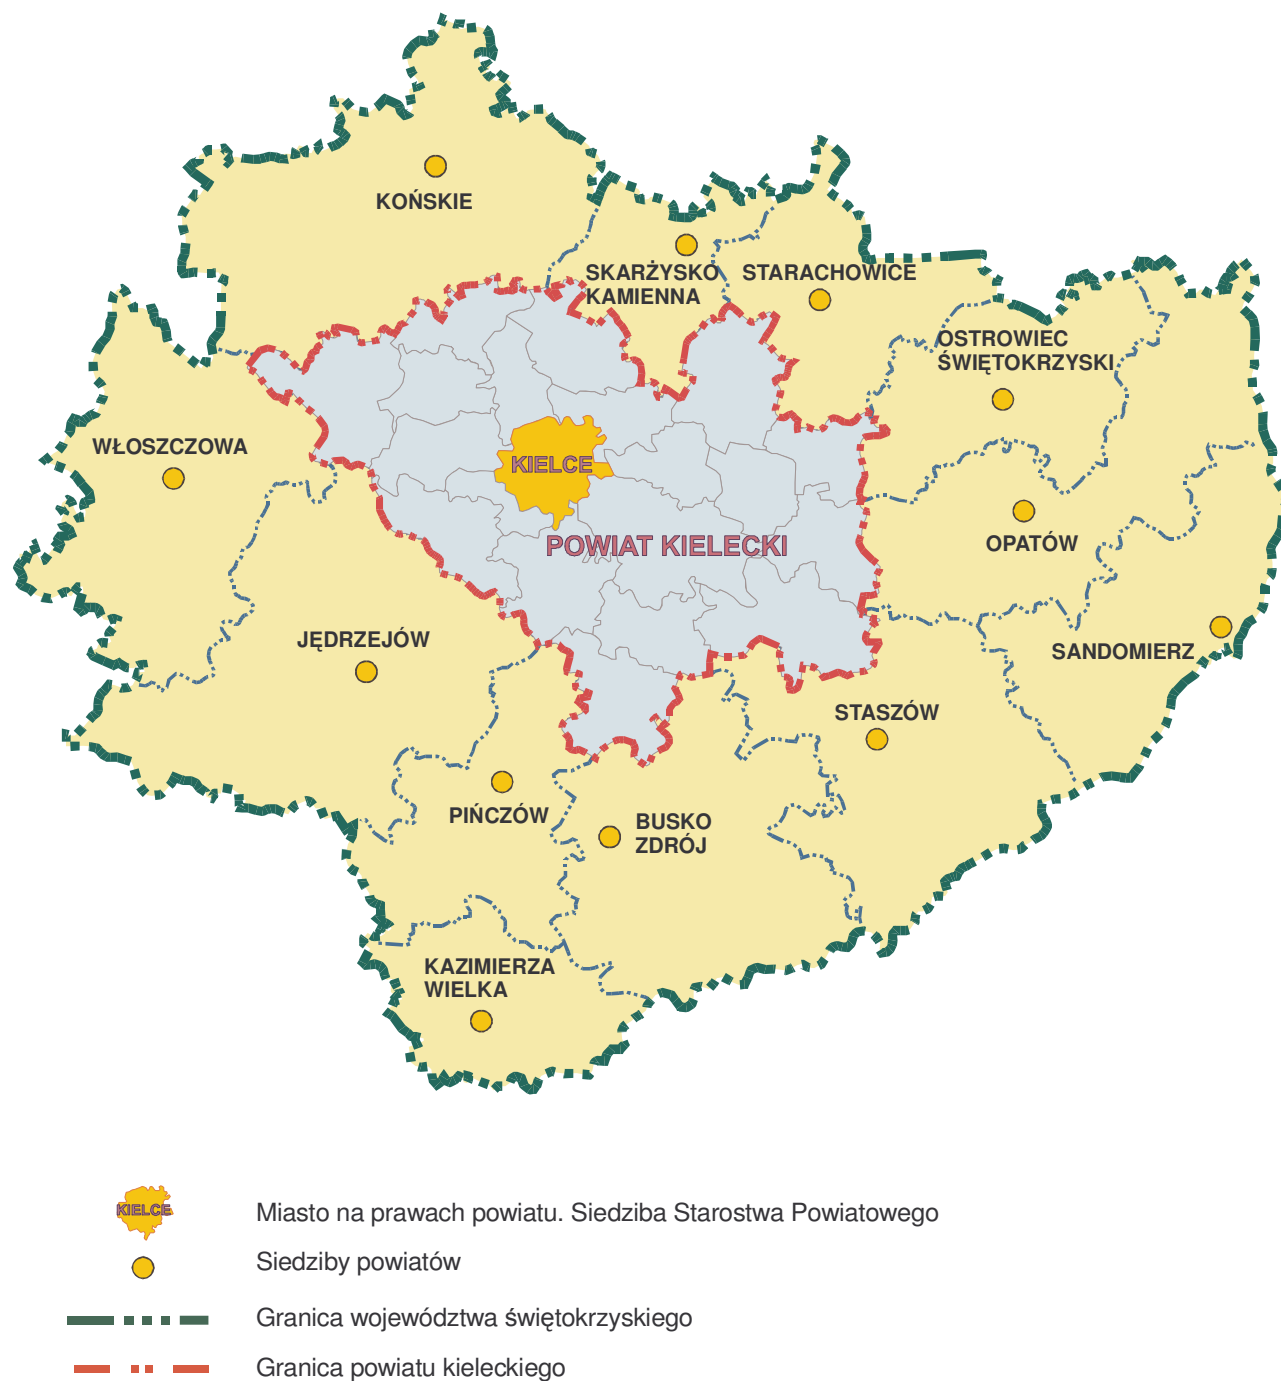 KOŃSKIE
SKARŻYSKO
KAMIENNA
STARACHOWICE
OSTROWIEC
ŚWIĘTOKRZYSKI
WŁOSZCZOWA
KIELCE
POWIAT KIELECKI
OPATÓW
JĘDRZEJÓW
SANDOMIERZ
STASZÓW
PIŃCZÓW
BUSKO
ZDRÓJ
KAZIMIERZA
WIELKA
KIELCE
Miasto na prawach powiatu. Siedziba Starostwa Powiatowego
Siedziby powiatów
Granica województwa świętokrzyskiego
Granica powiatu kieleckiego